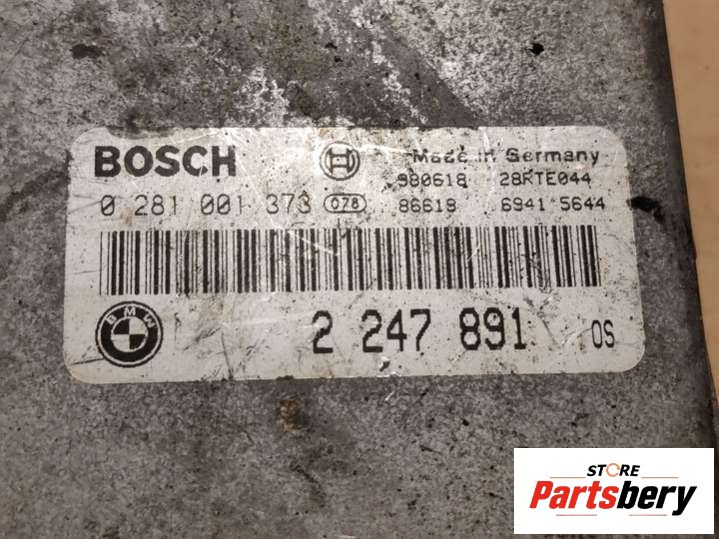 BOSCH
Made in Germany
980618 28RTE044
0 281 001 373 078
86618 6941 5644
BMW
2 247 891 OS
STORE
Partsbery